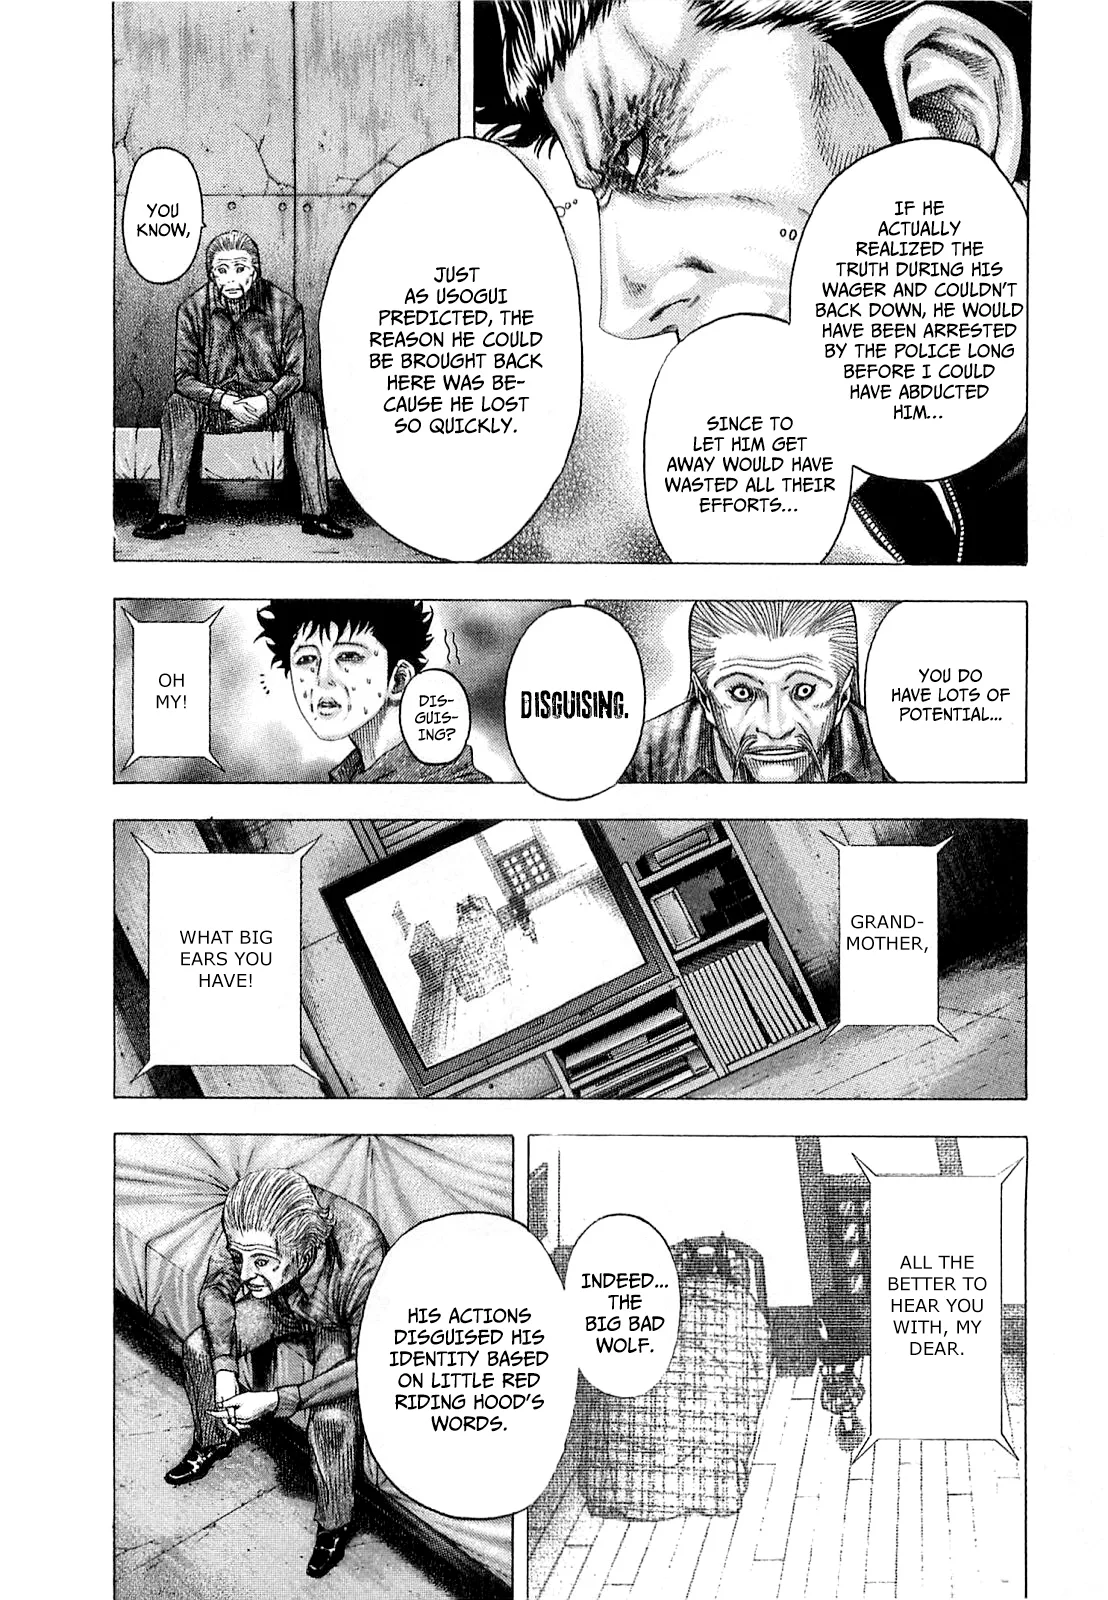 IF HE
ACTUALLY
REALIZED THE
TRUTH DURING HIS
WAGER AND COULDN'T
BACK DOWN, HE WOULD
HAVE BEEN ARRESTED
BY THE POLICE LONG
BEFORE I COULD
HAVE ABDUCTED
HIM...
SINCE TO
LET HIM GET
AWAY WOULD HAVE
WASTED ALL THEIR
EFFORTS...
JUST
AS USOGUI
PREDICTED, THE
REASON HE COULD
BE BROUGHT BACK
HERE WAS BE-
CAUSE HE LOST
SO QUICKLY.
YOU
KNOW,
YOU DO
HAVE LOTS OF
POTENTIAL...
DISGUISING.
DIS-
GUIS-
ING?
OH
MY!
GRAND-
MOTHER,
WHAT BIG
EARS YOU
HAVE!
ALL THE
BETTER TO
HEAR YOU
WITH, MY
DEAR.
INDEED...
THE
BIG BAD
WOLF.
HIS ACTIONS
DISGUISED HIS
IDENTITY BASED
ON LITTLE RED
RIDING HOOD'S
WORDS.